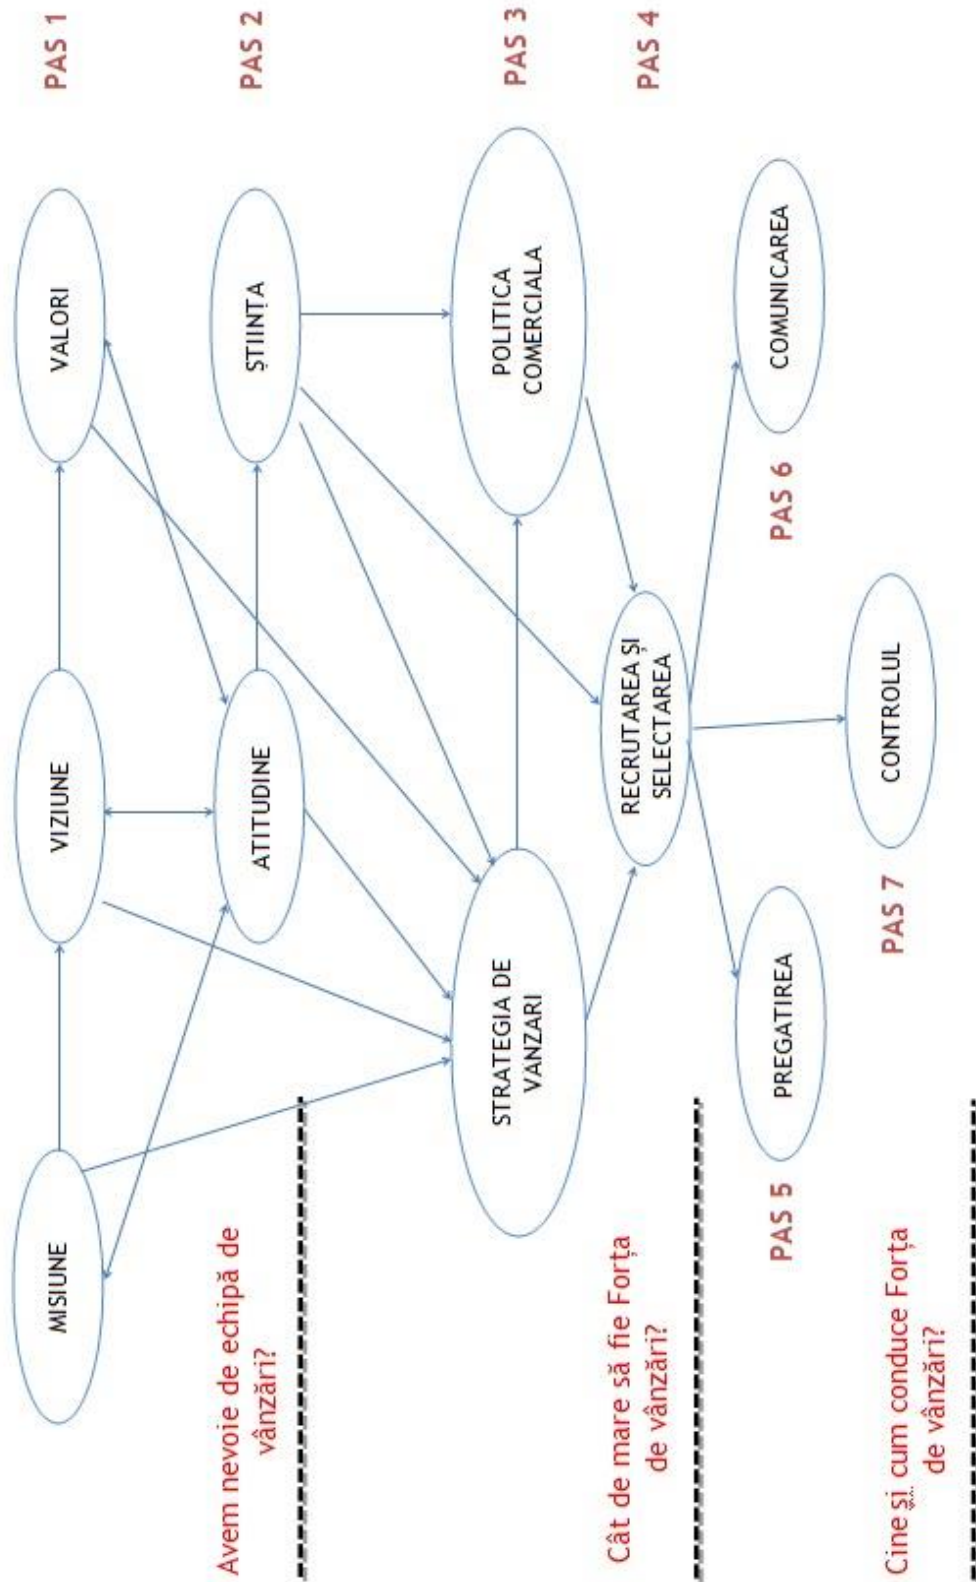 MISIUNE
VIZIUNE
VALORI
PAS 1
ATITUDINE
ȘTIINȚA
PAS 2
Avem nevoie de echipă de
vânzări?
STRATEGIA DE
VANZARI
POLITICA
COMERCIALA
PAS 3
RECRUTAREA ȘI
SELECTAREA
PAS 4
Cât de mare să fie Forța
de vânzări?
PAS 5
PREGATIREA
PAS 6
COMUNICAREA
PAS 7
CONTROLUL
Cine și cum conduce Forța
de vânzări?